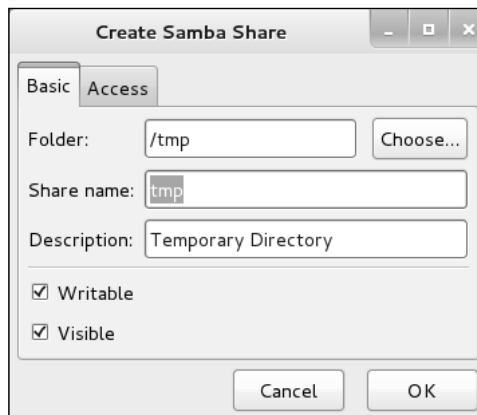 Create Samba Share
Basic Access
Folder: /tmp Choose...
Share name: tmp
Description: Temporary Directory
Writable
Visible
Cancel OK